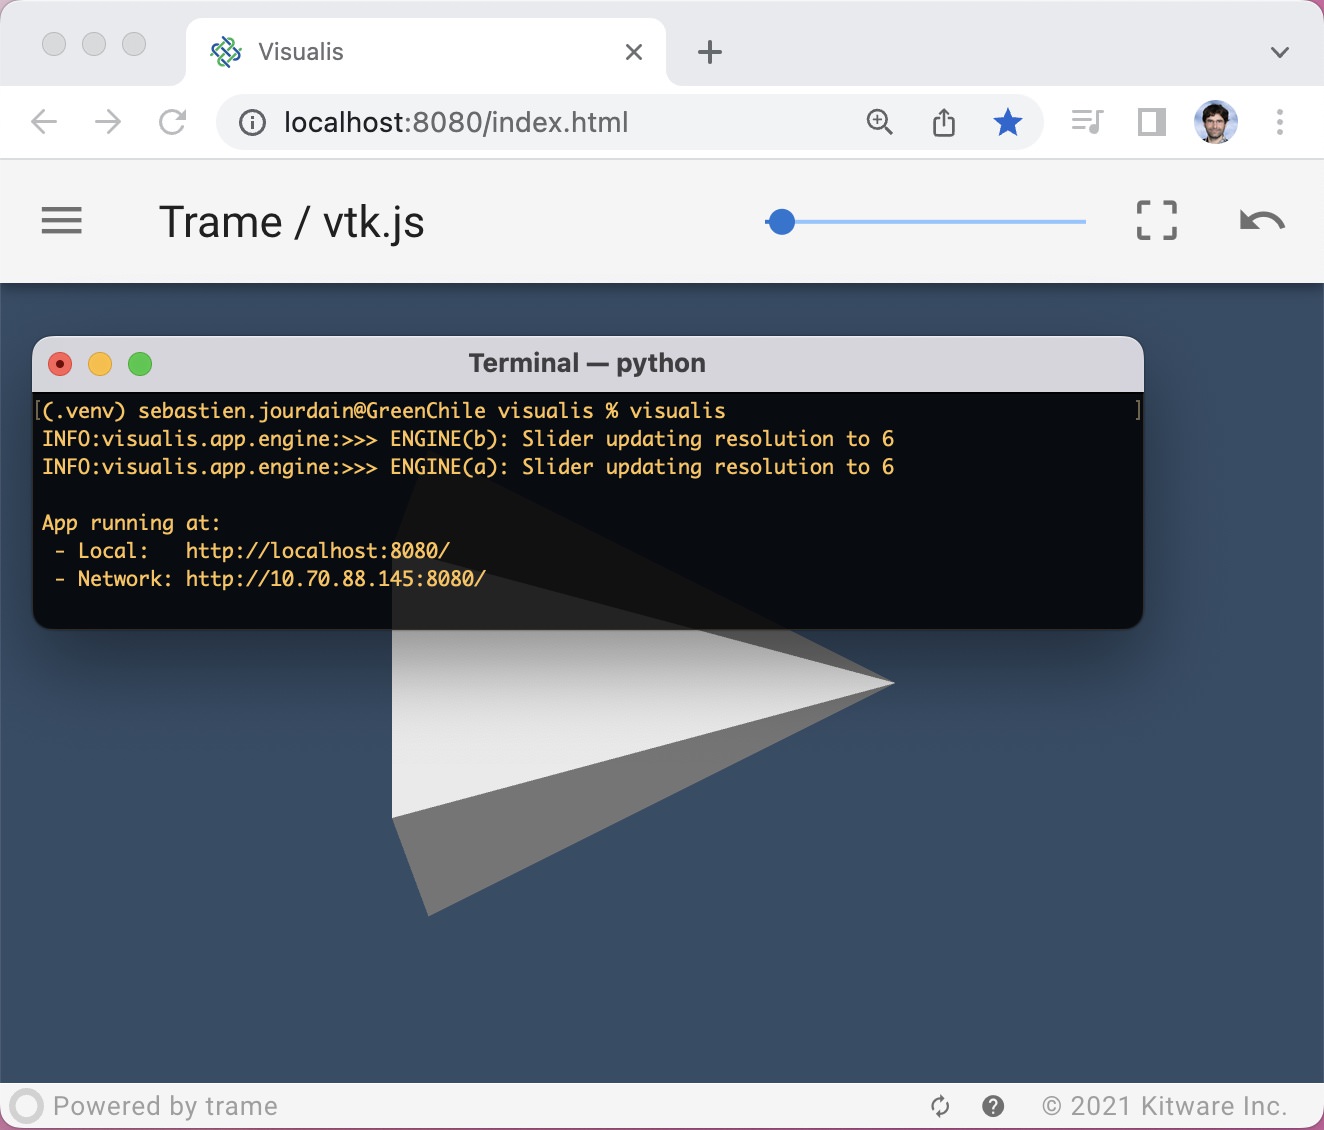 Visualis
localhost:8080/index.html
Trame / vtk.js
Terminal — python
[(.venv) sebastien.jourdain@GreenChile visualis % visualis ]
INFO:visualis.app.engine:>>> ENGINE(b): Slider updating resolution to 6
INFO:visualis.app.engine:>>> ENGINE(a): Slider updating resolution to 6
App running at:
- Local: http://localhost:8080/
- Network: http://10.70.88.145:8080/
Powered by trame
© 2021 Kitware Inc.